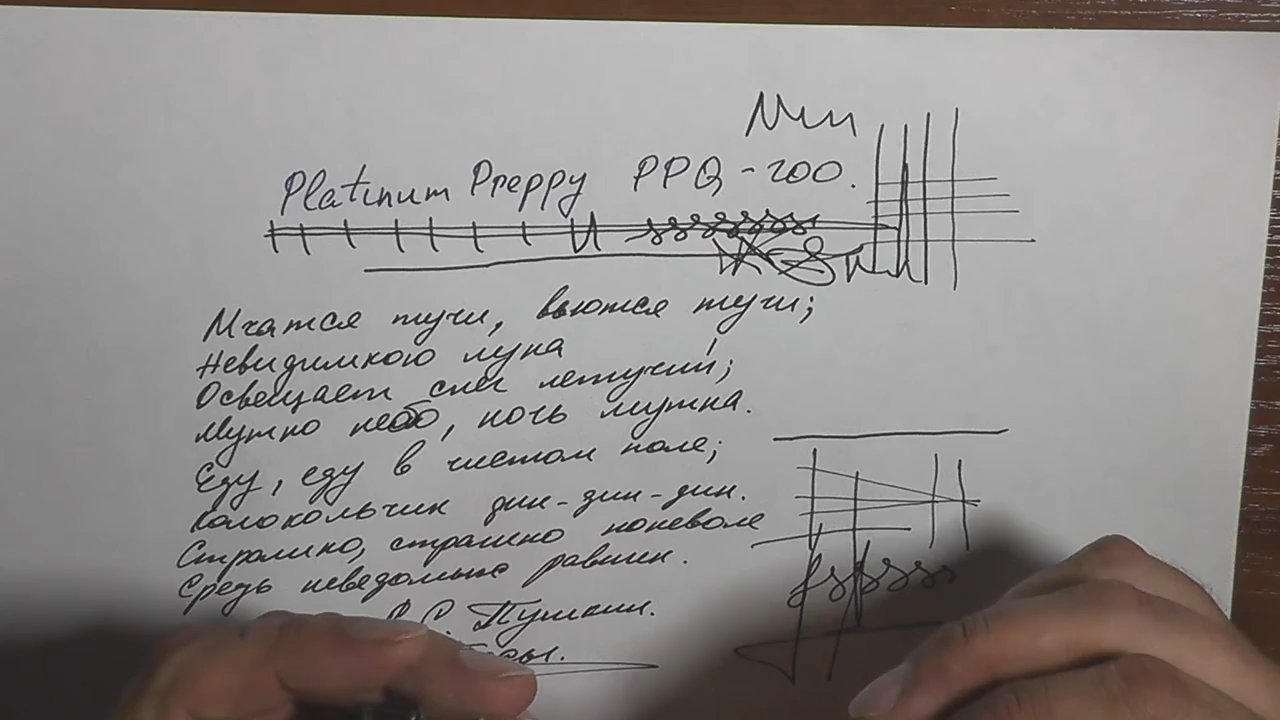 Platinum Preppy PPQ-200.
Мчатся тучи, вьются тучи;
Невидимкою луна
Освещает снег летучий;
Мутно небо, ночь мутна.
Еду, еду в чистом поле;
Колокольчик дин-дин-дин.
Страшно, страшно поневоле
Средь неведомых равнин.
А. С. Пушкин.